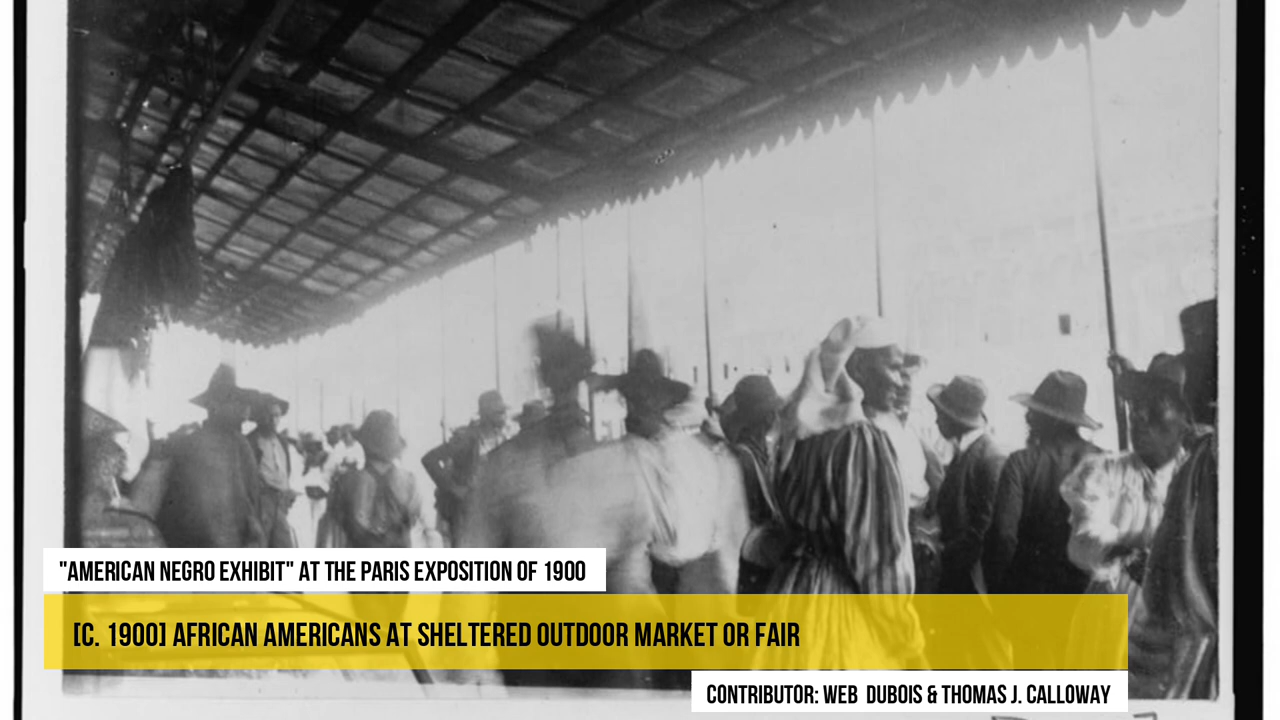 "AMERICAN NEGRO EXHIBIT" AT THE PARIS EXPOSITION OF 1900
[C. 1900] AFRICAN AMERICANS AT SHELTERED OUTDOOR MARKET OR FAIR
CONTRIBUTOR: WEB DUBOIS & THOMAS J. CALLOWAY